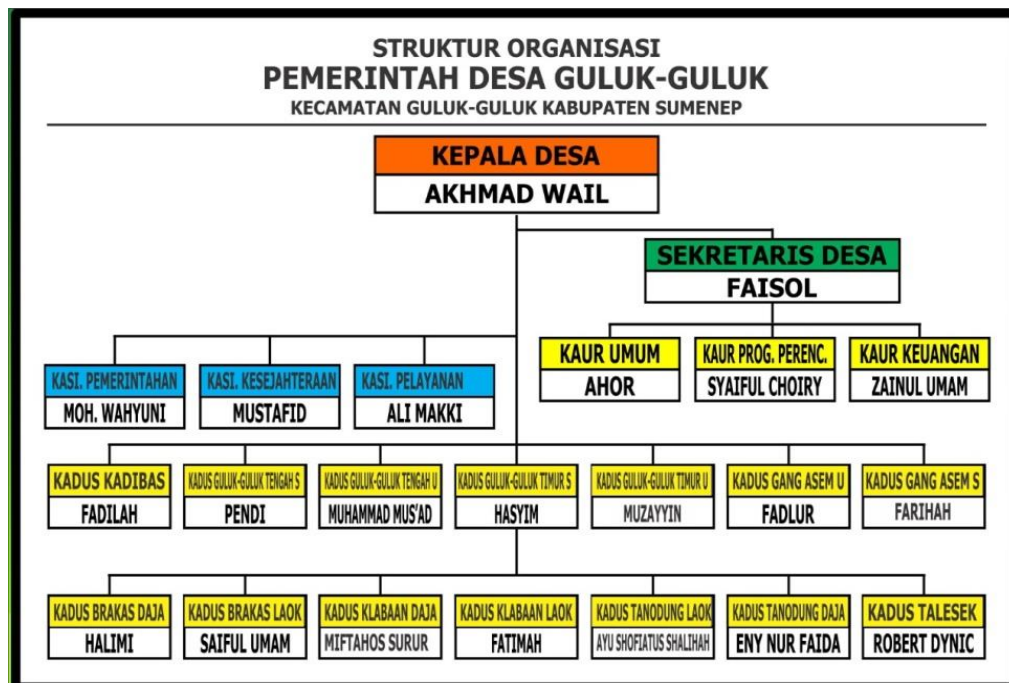 STRUKTUR ORGANISASI
PEMERINTAH DESA GULUK-GULUK
KECAMATAN GULUK-GULUK KABUPATEN SUMENEP
KEPALA DESA
AKHMAD WAIL
SEKRETARIS DESA
FAISOL
KAUR UMUM
AHOR
KAUR PROG. PERENC.
SYAIFUL CHOIRY
KAUR KEUANGAN
ZAINUL UMAM
KASI. PEMERINTAHAN
MOH. WAHYUNI
KASI. KESEJAHTERAAN
MUSTAFID
KASI. PELAYANAN
ALI MAKKI
KADUS KADIBAS
FADILAH
KADUS GULUK-GULUK TENGAH S
PENDI
KADUS GULUK-GULUK TENGAH U
MUHAMMAD MUS'AD
KADUS GULUK-GULUK TIMUR S
HASYIM
KADUS GULUK-GULUK TIMUR U
MUZAYYIN
KADUS GANG ASEM U
FADLUR
KADUS GANG ASEM S
FARIHAH
KADUS BRAKAS DAJA
HALIMI
KADUS BRAKAS LAOK
SAIFUL UMAM
KADUS KLABAAN DAJA
MIFTAHOS SURUR
KADUS KLABAAN LAOK
FATIMAH
KADUS TANODUNG LAOK
AYU SHOFIATUS SHALIHAH
KADUS TANODUNG DAJA
ENY NUR FAIDA
KADUS TALESEK
ROBERT DYNIC